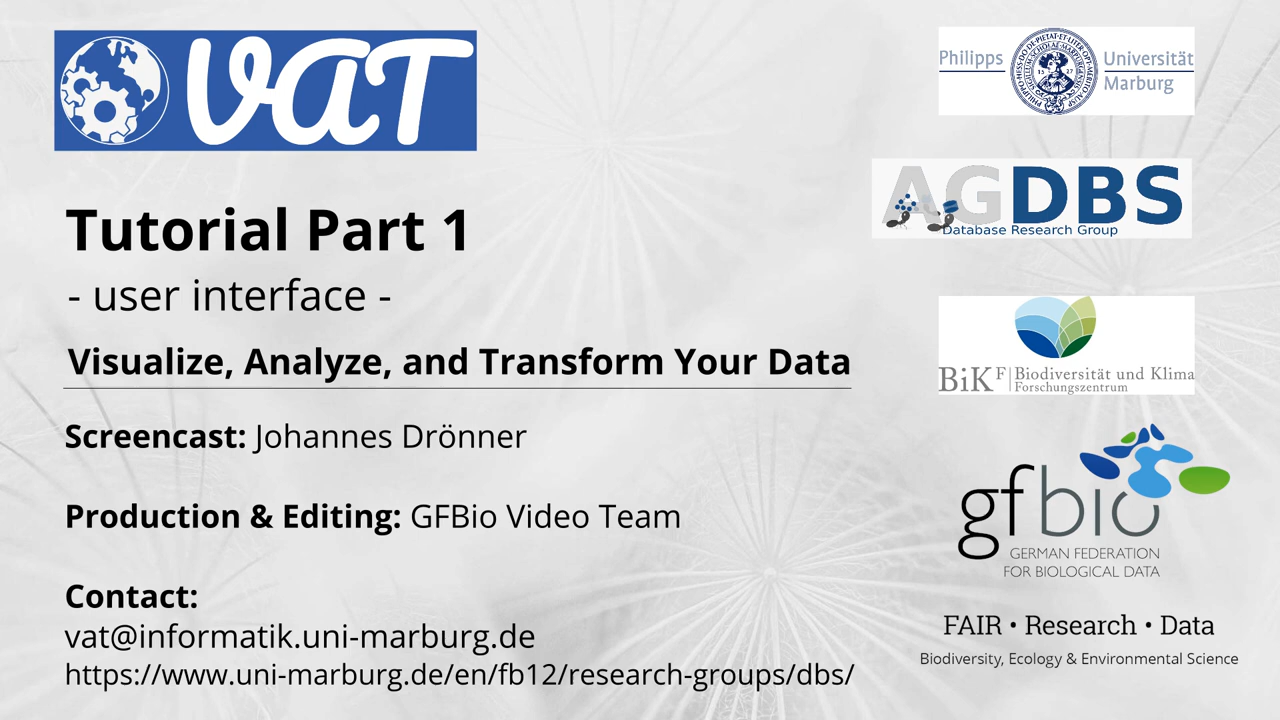 VAT
Tutorial Part 1
- user interface -
Visualize, Analyze, and Transform Your Data
Screencast: Johannes Drönner
Production & Editing: GFBio Video Team
Contact:
vat@informatik.uni-marburg.de
https://www.uni-marburg.de/en/fb12/research-groups/dbs/
Philipps Universität
Marburg
1527
AGDBS
Database Research Group
BiK F Biodiversität und Klima
Forschungszentrum
gfbio
GERMAN FEDERATION
FOR BIOLOGICAL DATA
FAIR • Research • Data
Biodiversity, Ecology & Environmental Science